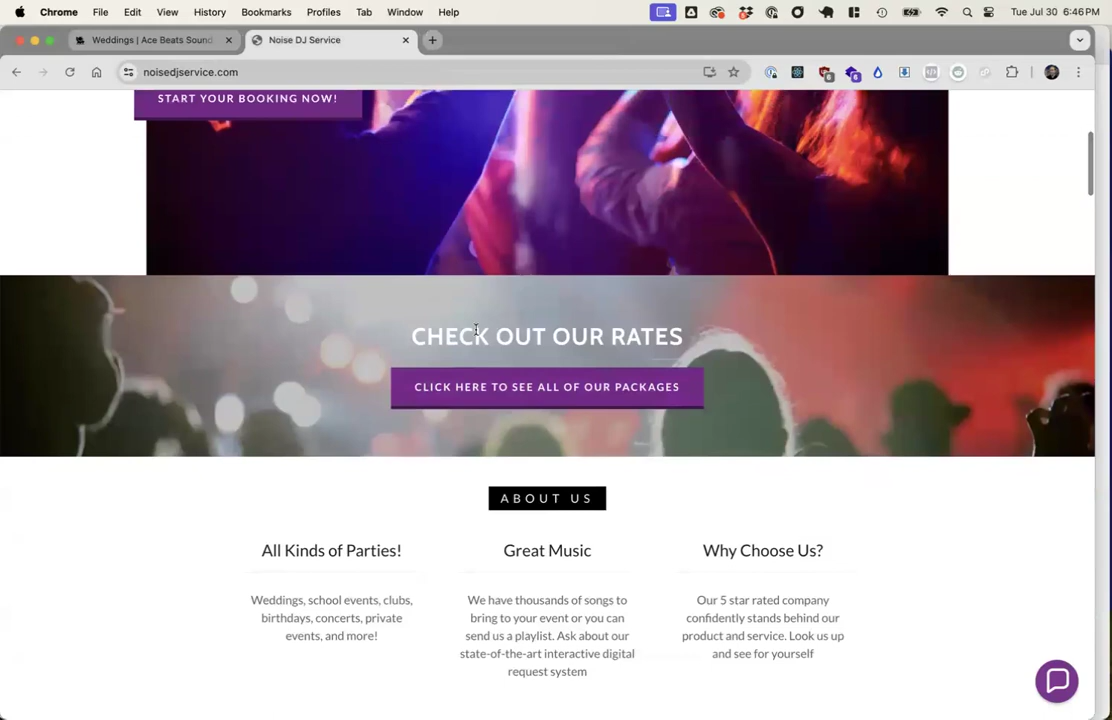 Chrome File Edit View History Bookmarks Profiles Tab Window Help Tue Jul 30 6:46 PM
Weddings | Ace Beats Sound
Noise DJ Service
noisedjservice.com
START YOUR BOOKING NOW!
CHECK OUT OUR RATES
CLICK HERE TO SEE ALL OF OUR PACKAGES
ABOUT US
All Kinds of Parties!
Weddings, school events, clubs,
birthdays, concerts, private
events, and more!
Great Music
We have thousands of songs to
bring to your event or you can
send us a playlist. Ask about our
state-of-the-art interactive digital
request system
Why Choose Us?
Our 5 star rated company
confidently stands behind our
product and service. Look us up
and see for yourself